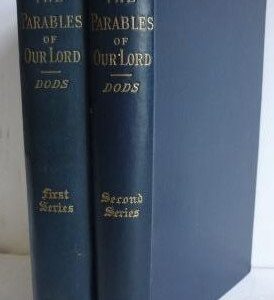 THE
PARABLES
OF
OUR LORD
DODS
First
Series
THE
PARABLES
OF
OUR LORD
DODS
Second
Series